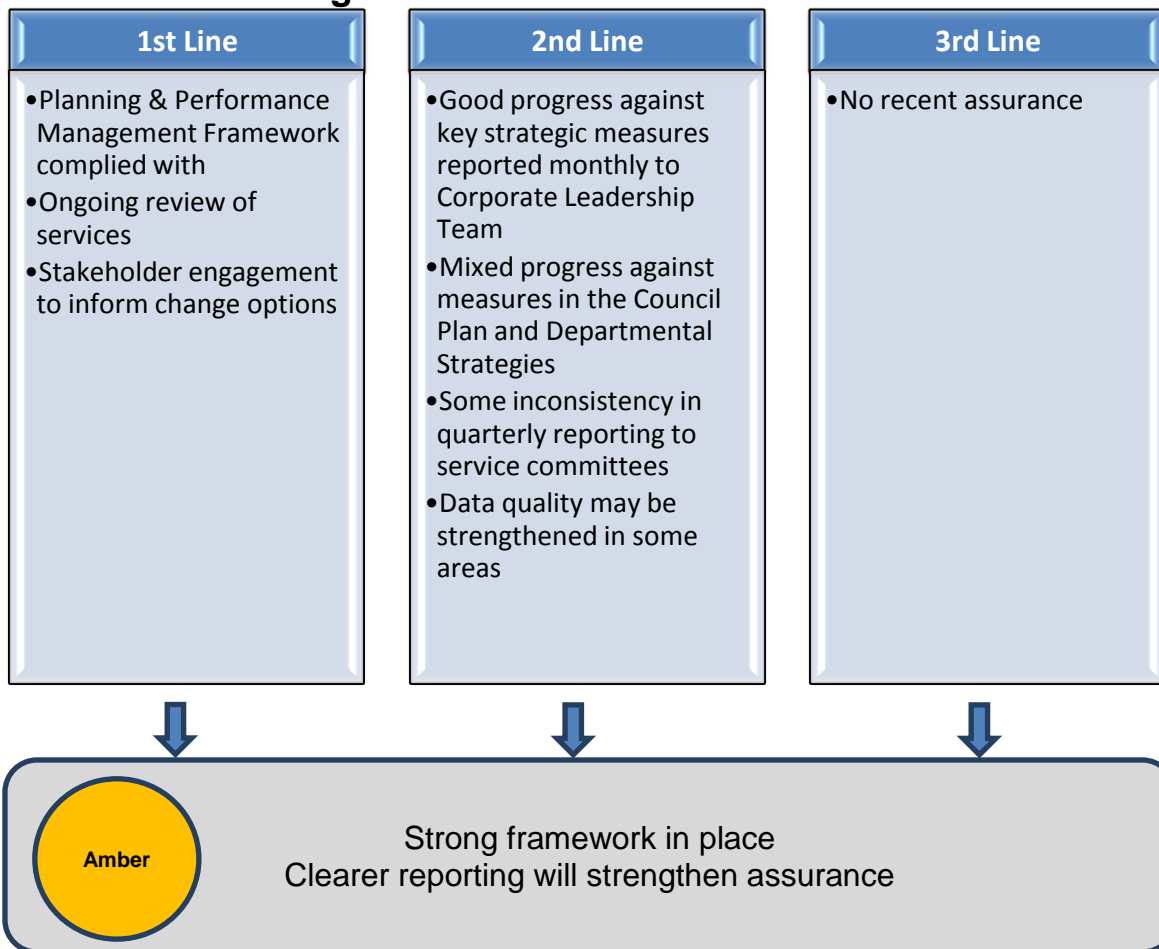 1st Line
•Planning & Performance
Management Framework
complied with
•Ongoing review of
services
•Stakeholder engagement
to inform change options
2nd Line
•Good progress against
key strategic measures
reported monthly to
Corporate Leadership
Team
•Mixed progress against
measures in the Council
Plan and Departmental
Strategies
•Some inconsistency in
quarterly reporting to
service committees
•Data quality may be
strengthened in some
areas
3rd Line
•No recent assurance
Amber
Strong framework in place
Clearer reporting will strengthen assurance